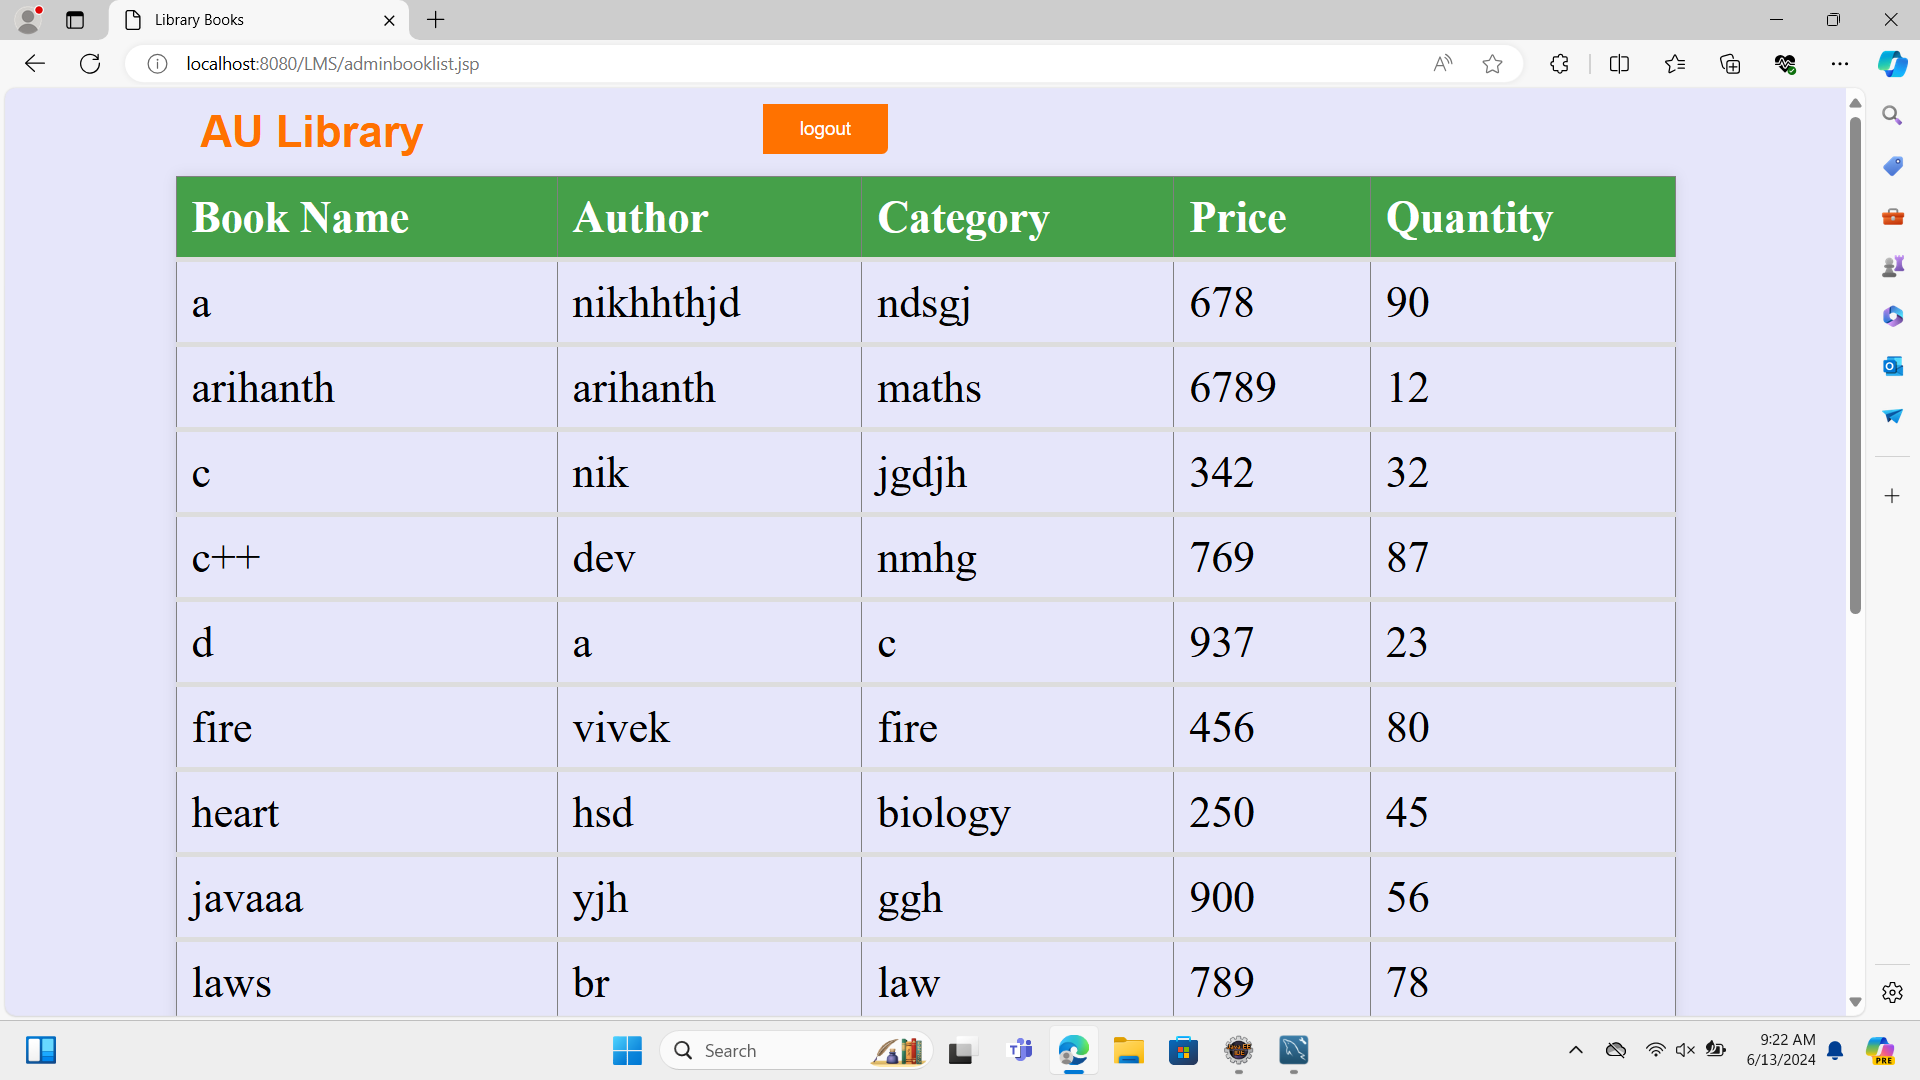 Library Books
localhost:8080/LMS/adminbooklist.jsp
AU Library
logout
Book Name Author Category Price Quantity
a nikhhthjd ndsgj 678 90
arihanth arihanth maths 6789 12
c nik jgdjh 342 32
c++ dev nmhg 769 87
d a c 937 23
fire vivek fire 456 80
heart hsd biology 250 45
javaaa yjh ggh 900 56
laws br law 789 78
Search
9:22 AM
6/13/2024
PRE